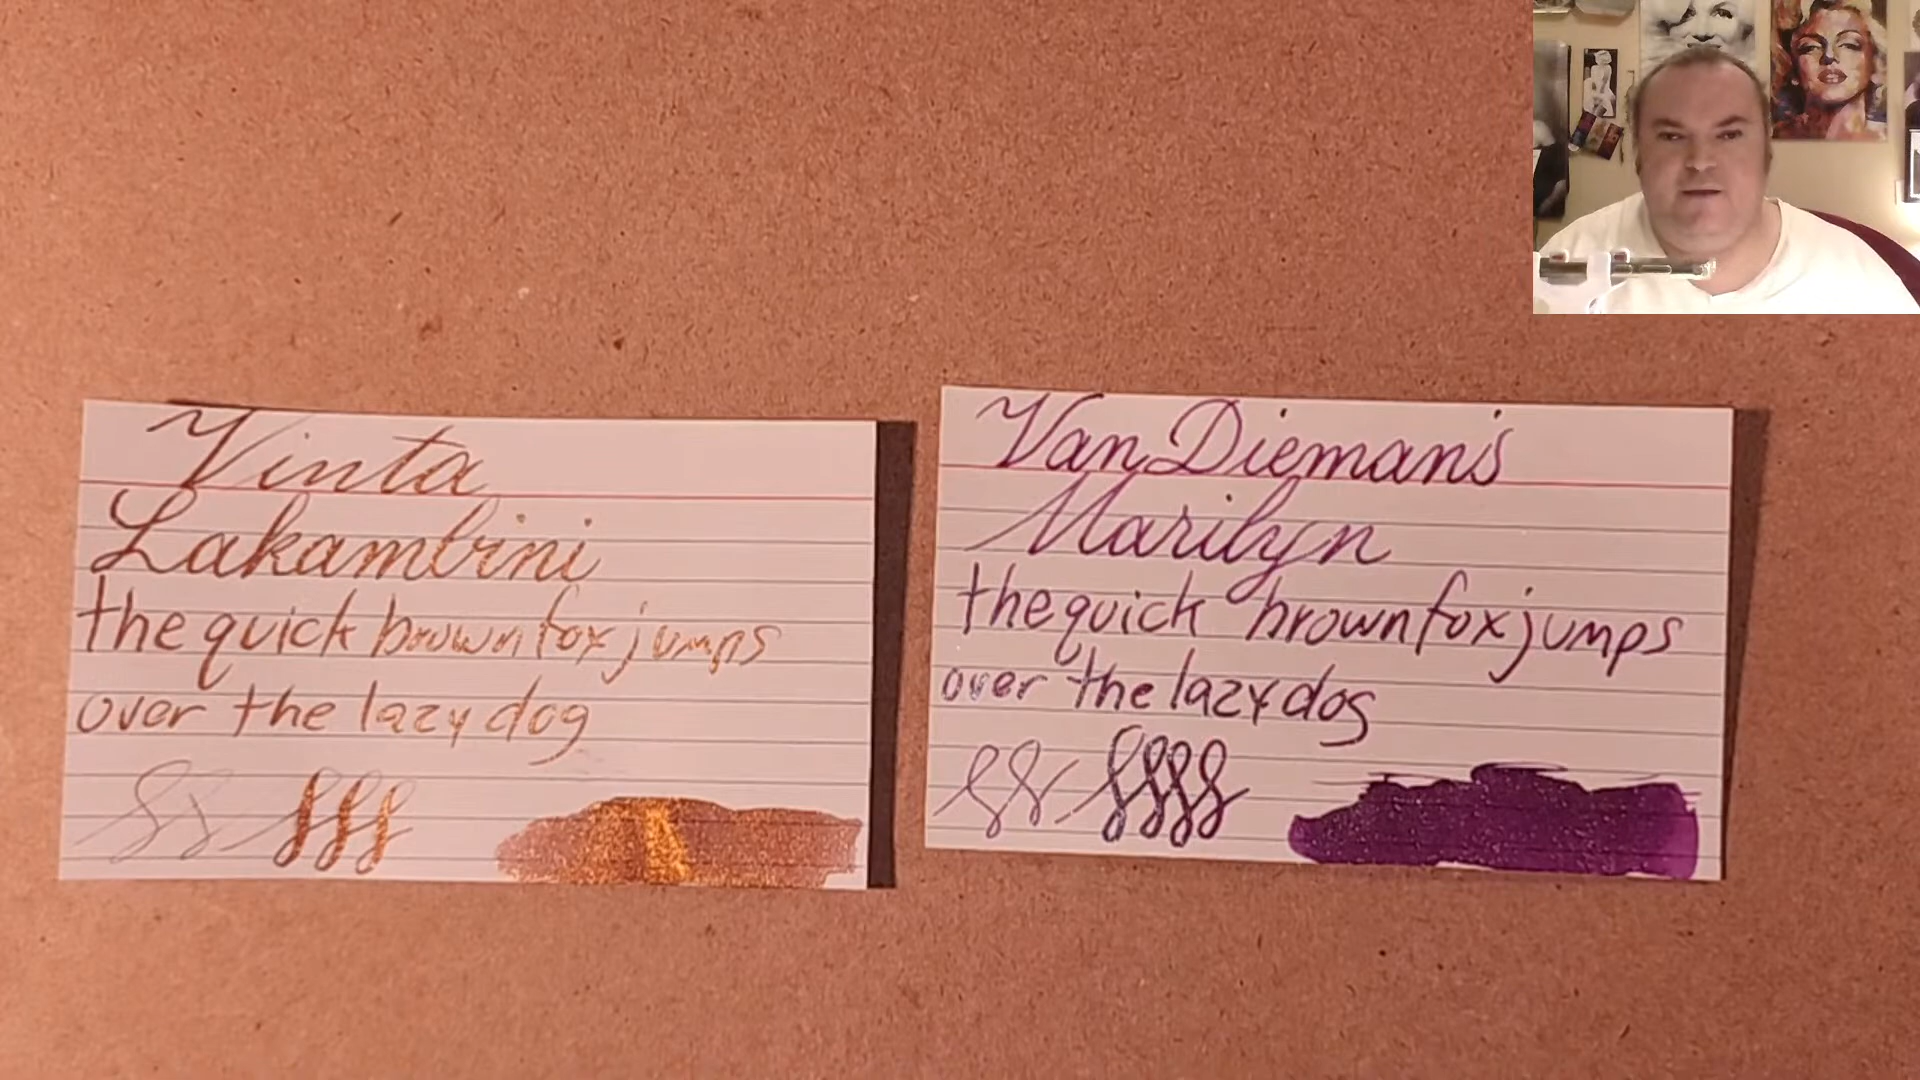 Vinta
Lakambini
the quick brown fox jumps
over the lazy dog
Van Dieman's
Marilyn
the quick brown fox jumps
over the lazy dog